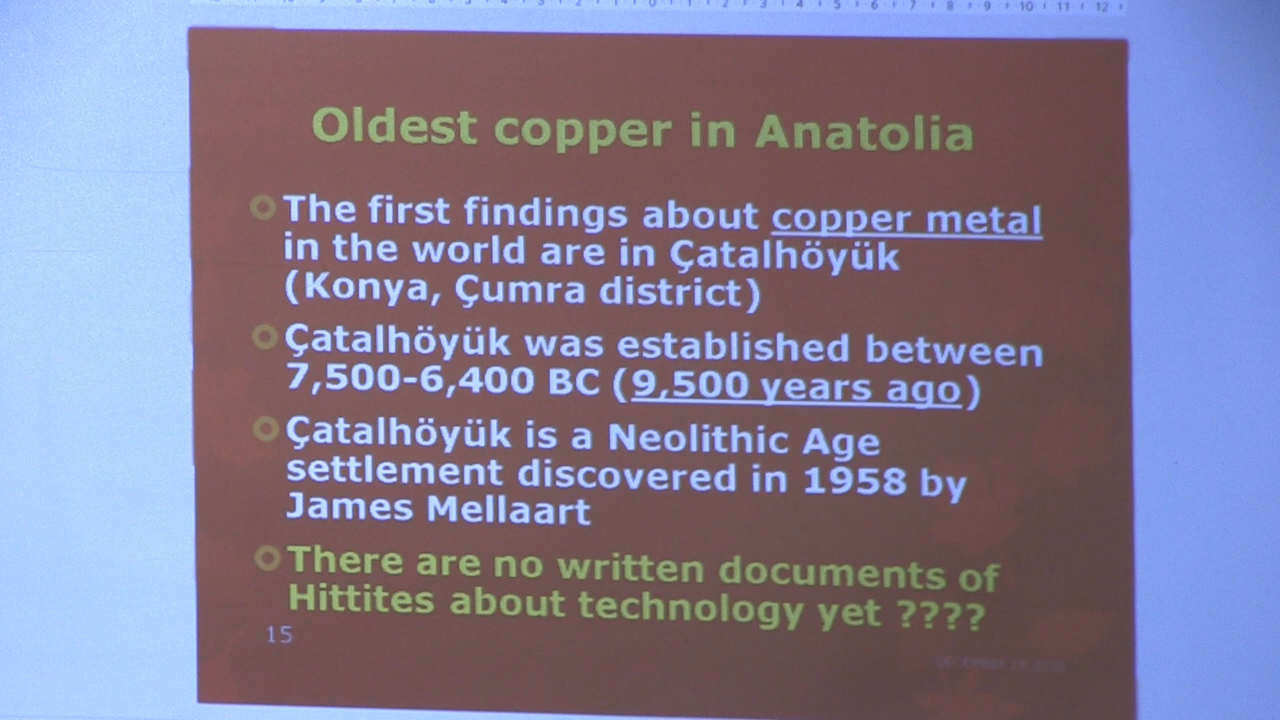 Oldest copper in Anatolia
The first findings about copper metal
in the world are in Çatalhöyük
(Konya, Çumra district)
Çatalhöyük was established between
7,500-6,400 BC (9,500 years ago)
Çatalhöyük is a Neolithic Age
settlement discovered in 1958 by
James Mellaart
There are no written documents of
Hittites about technology yet ????
15